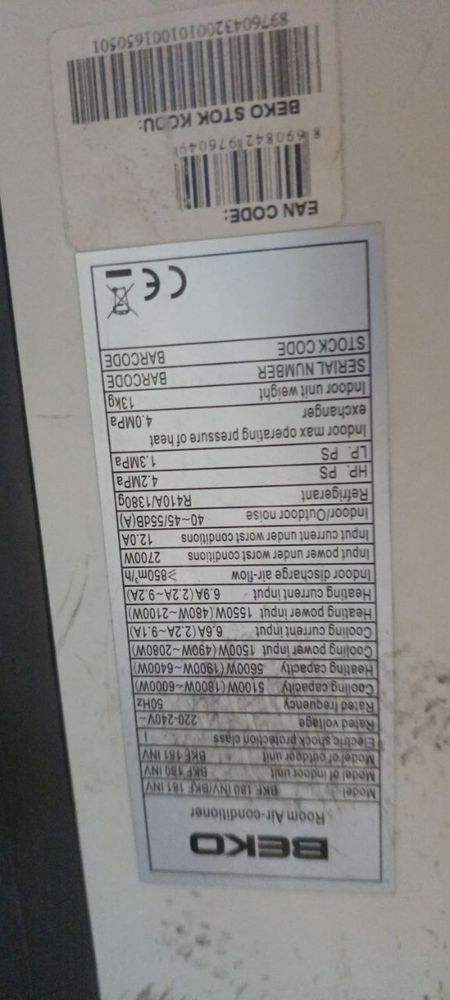 BEKO
Room Air-conditioner
Model BKF 180 INV/BKF 181 INV
Model of indoor unit BKF 180 INV
Model of outdoor unit BKF 181 INV
Electric shock protection class I
Rated voltage 220-240V~
Rated frequency 50Hz
Cooling capacity 5100W(1800W~6000W)
Heating capacity 5600W(1900W~6400W)
Cooling power input 1500W(490W~2080W)
Cooling current input 6,6A(2.2A~9.1A)
Heating power input 1550W(480W~2100W)
Heating current input 6.9A(2.2A~9.2A)
Indoor discharge air-flow ≥850m³/h
Input power under worst conditions 2700W
Input current under worst conditions 12.0A
Indoor/Outdoor noise 40~45/55dB(A)
Refrigerant R410A/1380g
HP. PS 4.2MPa
LP. PS 1.3MPa
Indoor max operating pressure of heat
exchanger 4.0MPa
Indoor unit weight 13kg
SERIAL NUMBER BARCODE
STOCK CODE BARCODE
CE
EAN CODE:
8 690842 976049
BEKO STOK KODU:
8976043200101001650501